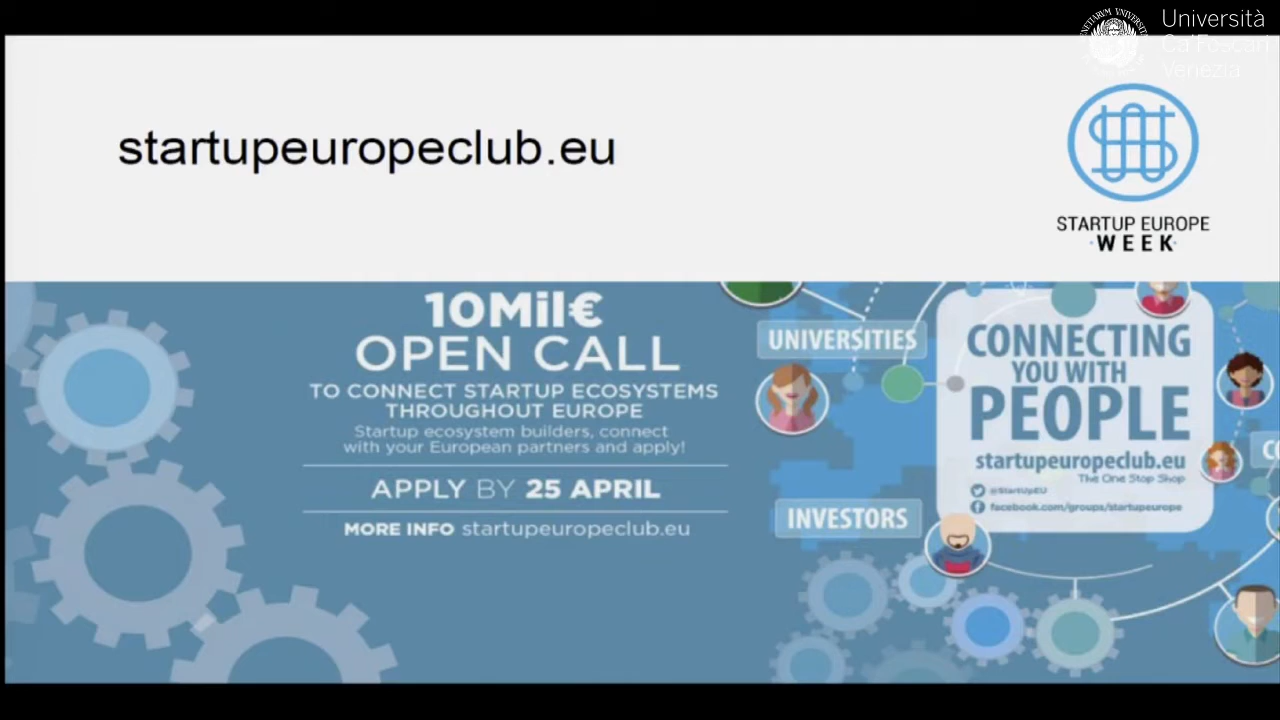 Università
Ca'Foscari
Venezia
startupeuropeclub.eu
STARTUP EUROPE
WEEK
10Mil€
OPEN CALL
TO CONNECT STARTUP ECOSYSTEMS
THROUGHOUT EUROPE
Startup ecosystem builders, connect
with your European partners and apply!
APPLY BY 25 APRIL
MORE INFO startupeuropeclub.eu
UNIVERSITIES
INVESTORS
CONNECTING
YOU WITH
PEOPLE
startupeuropeclub.eu
The One Stop Shop
@StartUpEU
facebook.com/groups/startupeurope